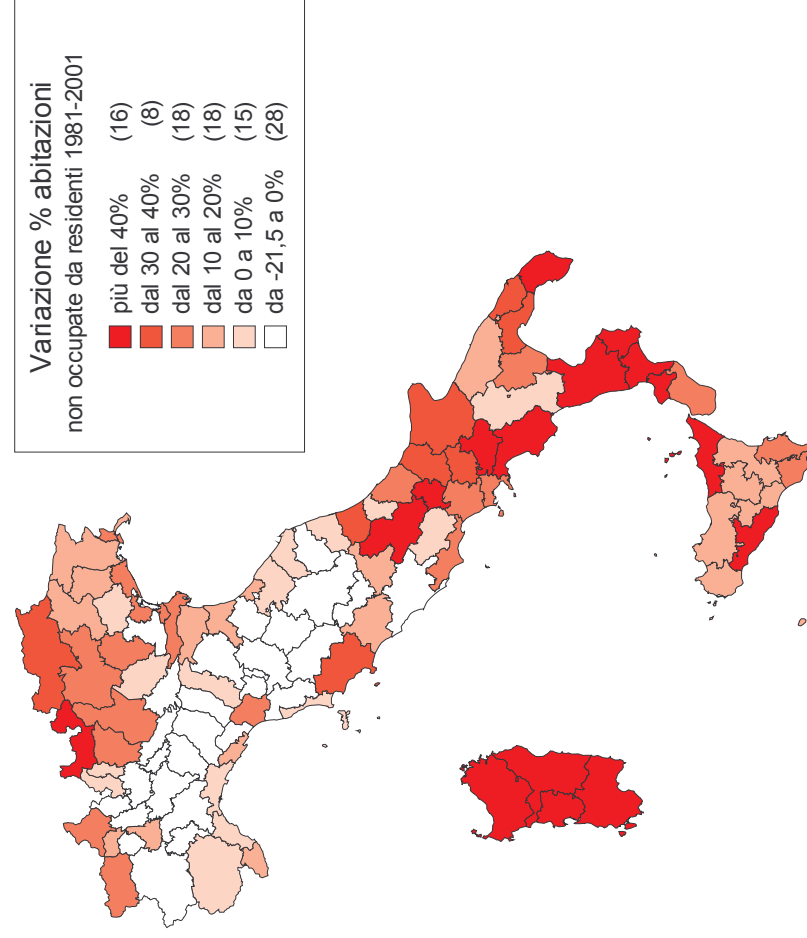 Variazione % abitazioni
non occupate da residenti 1981-2001
più del 40% (16)
dal 30 al 40% (8)
dal 20 al 30% (18)
dal 10 al 20% (18)
da 0 a 10% (15)
da -21,5 a 0% (28)